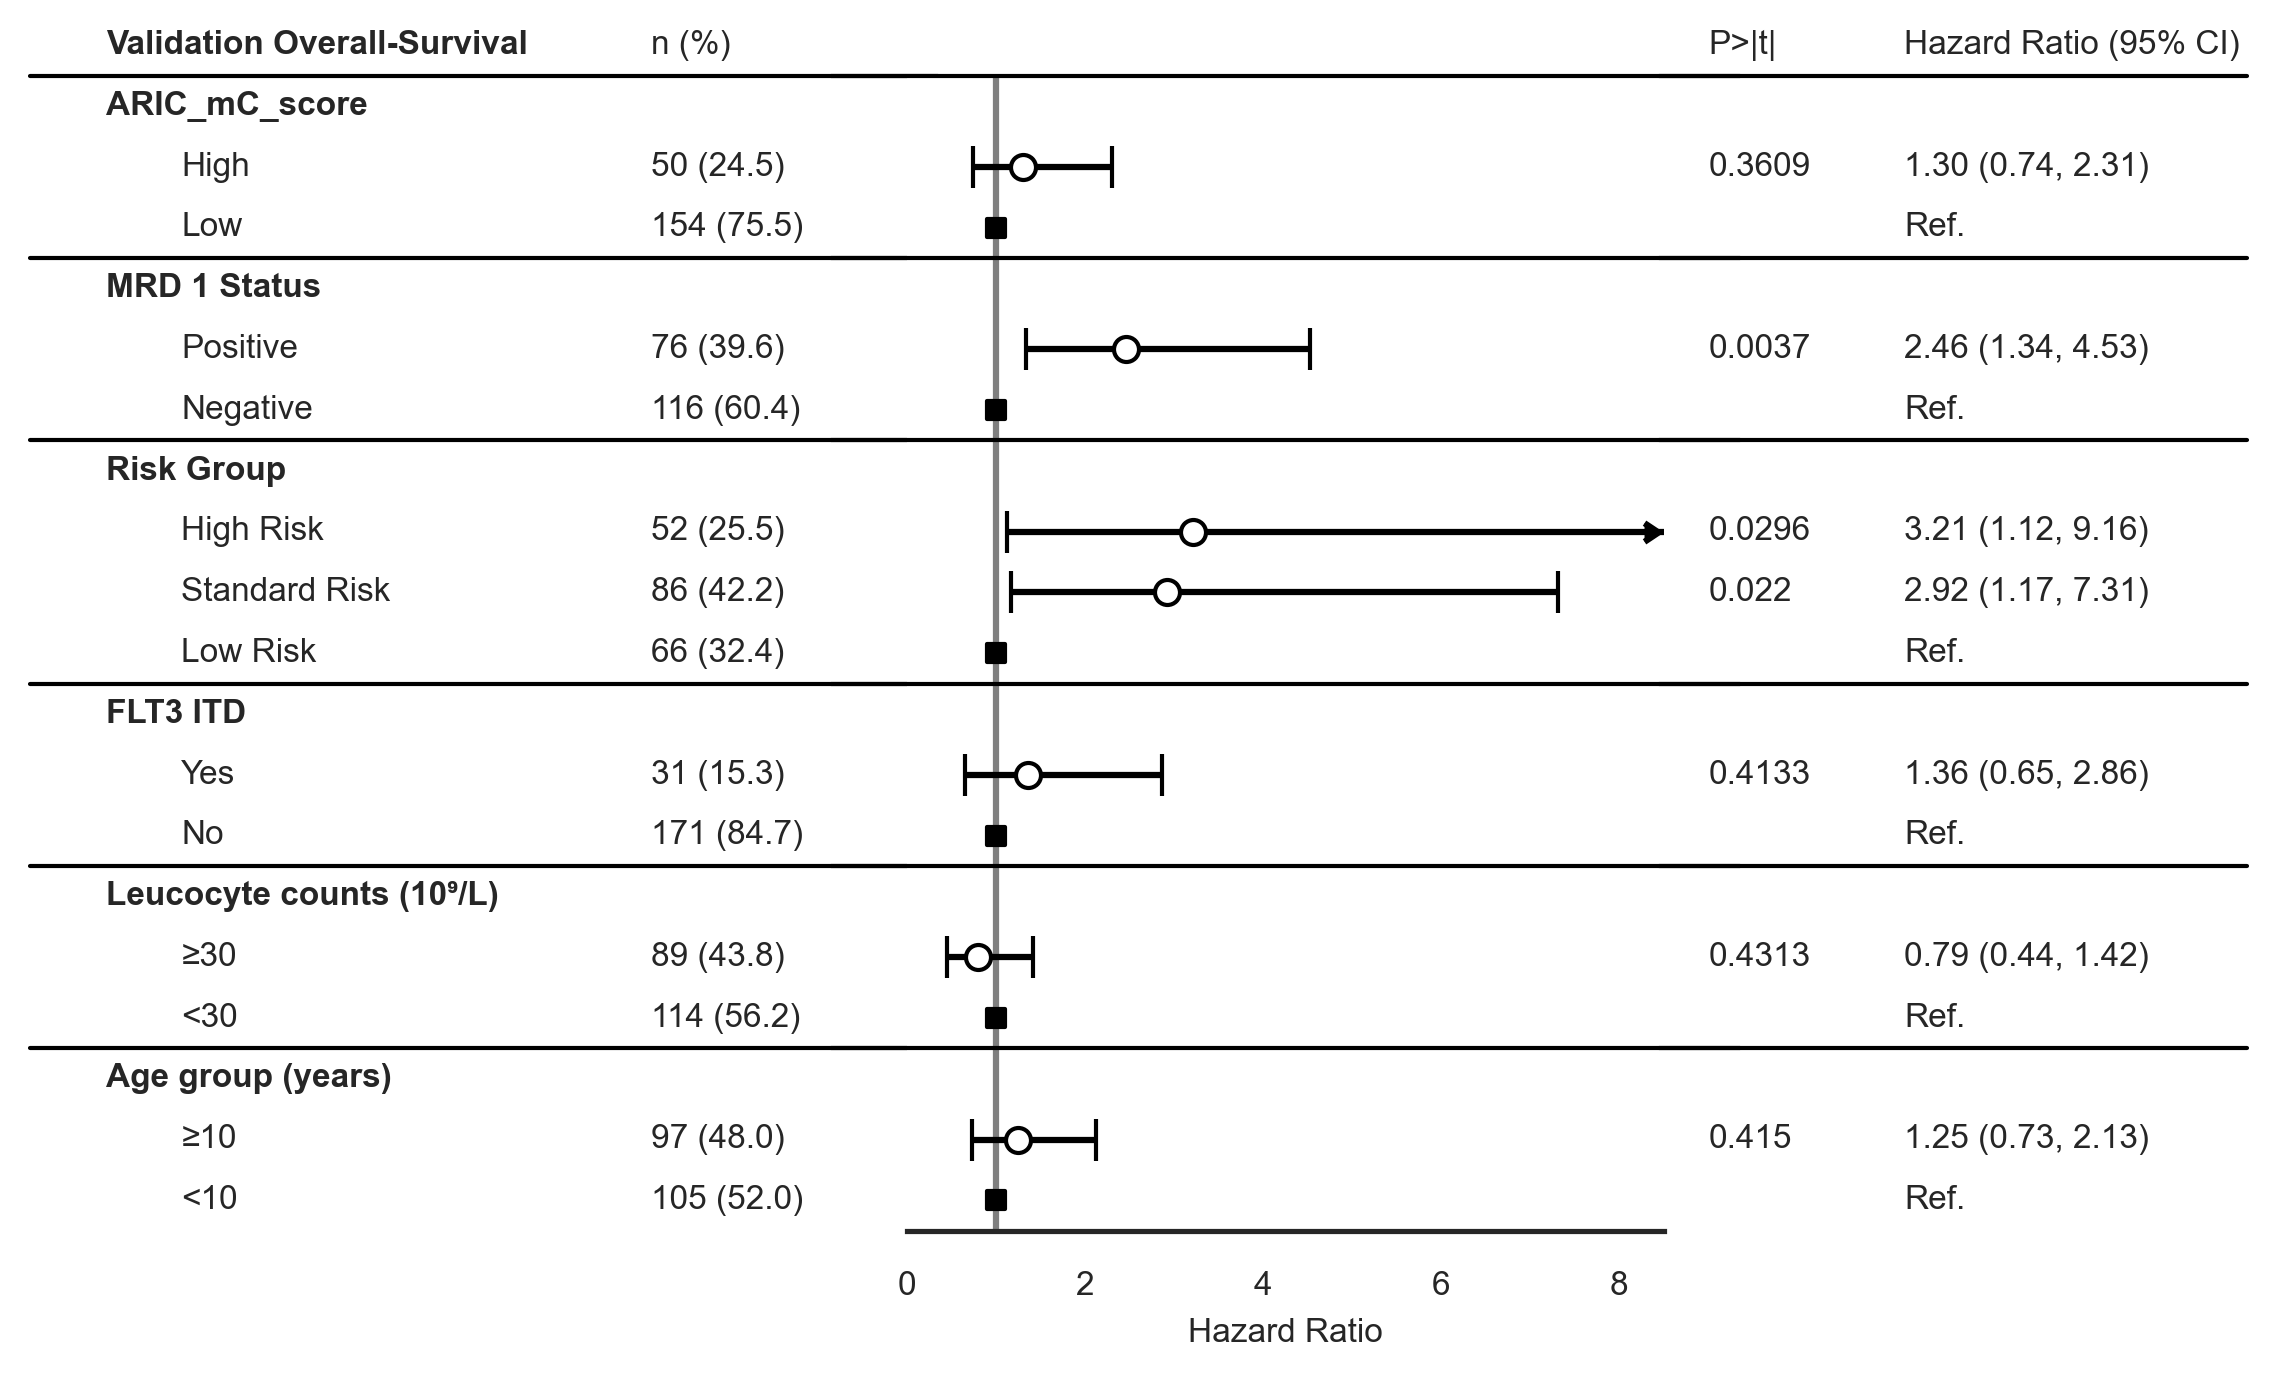 Validation Overall-Survival n (%) P>|t| Hazard Ratio (95% CI)
ARIC_mC_score
High 50 (24.5) 0.3609 1.30 (0.74, 2.31)
Low 154 (75.5) Ref.
MRD 1 Status
Positive 76 (39.6) 0.0037 2.46 (1.34, 4.53)
Negative 116 (60.4) Ref.
Risk Group
High Risk 52 (25.5) 0.0296 3.21 (1.12, 9.16)
Standard Risk 86 (42.2) 0.022 2.92 (1.17, 7.31)
Low Risk 66 (32.4) Ref.
FLT3 ITD
Yes 31 (15.3) 0.4133 1.36 (0.65, 2.86)
No 171 (84.7) Ref.
Leucocyte counts (10⁹/L)
≥30 89 (43.8) 0.4313 0.79 (0.44, 1.42)
<30 114 (56.2) Ref.
Age group (years)
≥10 97 (48.0) 0.415 1.25 (0.73, 2.13)
<10 105 (52.0) Ref.
0 2 4 6 8
Hazard Ratio